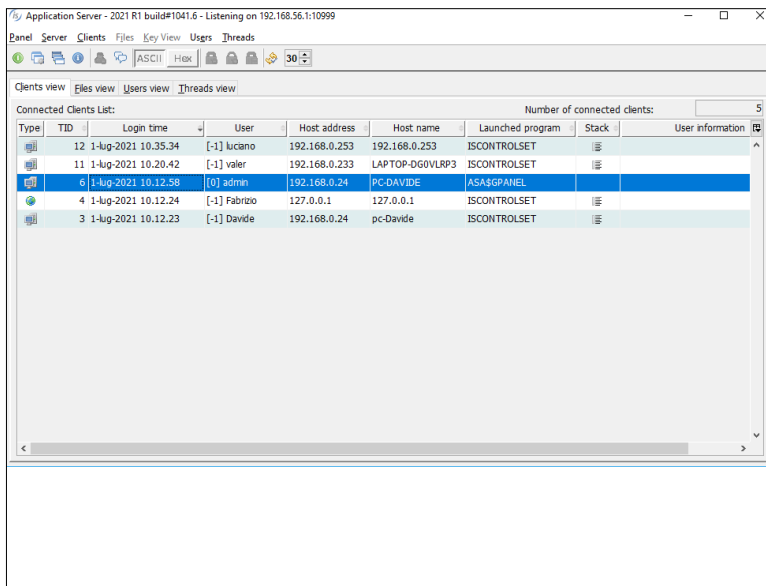 Application Server - 2021 R1 build#1041.6 - Listening on 192.168.56.1:10999
Panel Server Clients Files Key View Users Threads
ASCII Hex 30
Clients view Files view Users view Threads view
Connected Clients List: Number of connected clients: 5
Type TID Login time User Host address Host name Launched program Stack User information
12 1-lug-2021 10.35.34 [-1] luciano 192.168.0.253 192.168.0.253 ISCONTROLSET
11 1-lug-2021 10.20.42 [-1] valer 192.168.0.233 LAPTOP-DG0VLRP3 ISCONTROLSET
6 1-lug-2021 10.12.58 [0] admin 192.168.0.24 PC-DAVIDE ASA$GPANEL
4 1-lug-2021 10.12.24 [-1] Fabrizio 127.0.0.1 127.0.0.1 ISCONTROLSET
3 1-lug-2021 10.12.23 [-1] Davide 192.168.0.24 pc-Davide ISCONTROLSET